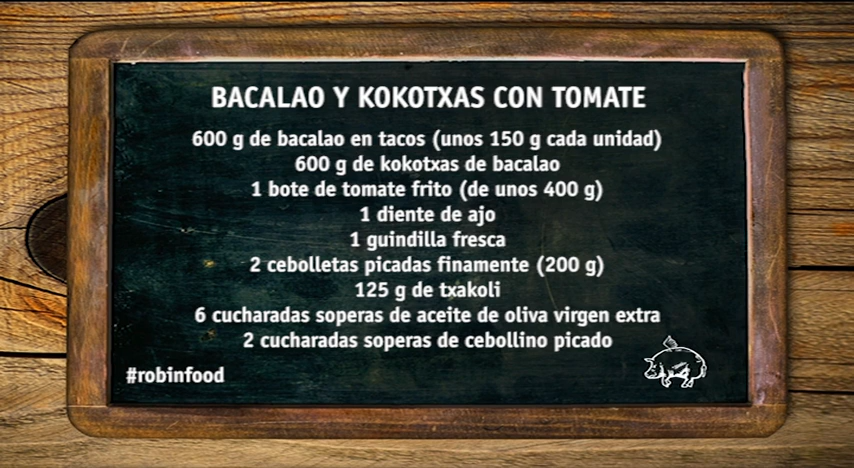 BACALAO Y KOKOTXAS CON TOMATE
600 g de bacalao en tacos (unos 150 g cada unidad)
600 g de kokotxas de bacalao
1 bote de tomate frito (de unos 400 g)
1 diente de ajo
1 guindilla fresca
2 cebolletas picadas finamente (200 g)
125 g de txakoli
6 cucharadas soperas de aceite de oliva virgen extra
2 cucharadas soperas de cebollino picado
#robinfood